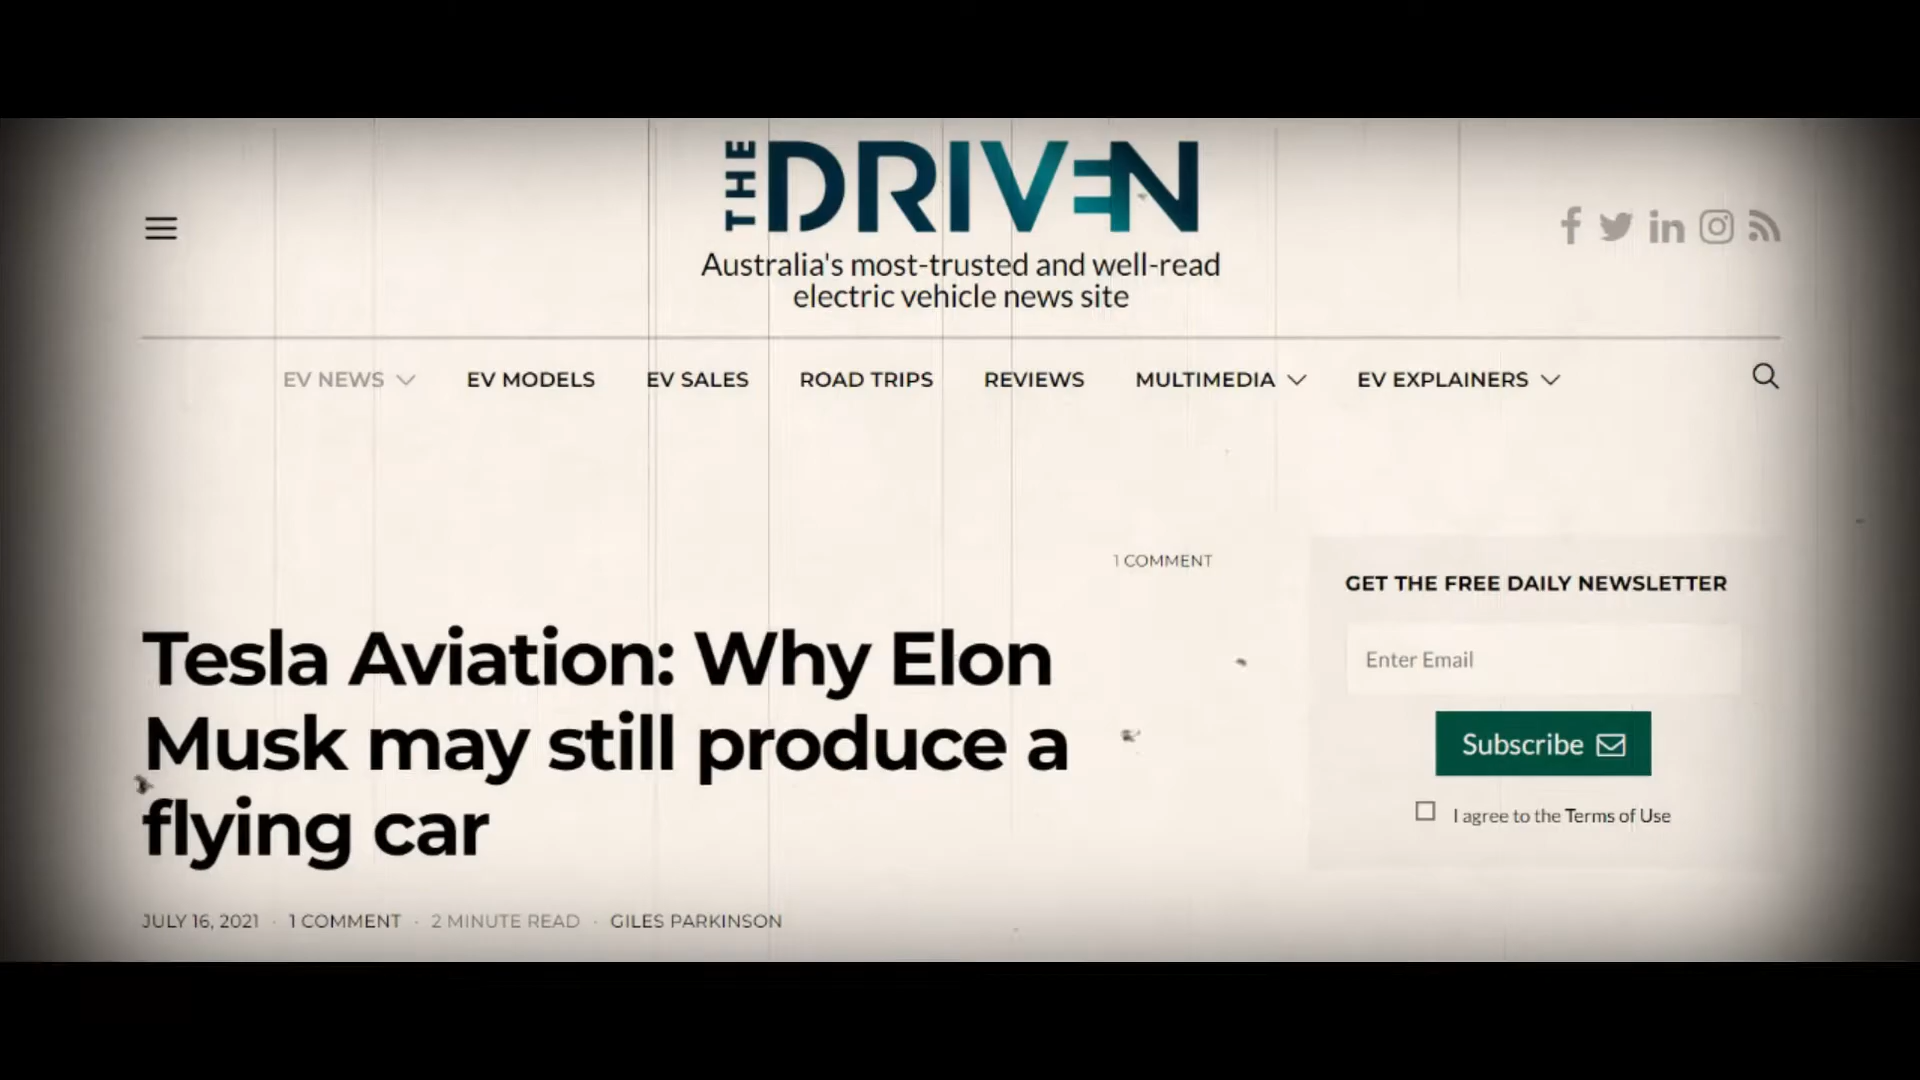 THE DRIVEN
Australia's most-trusted and well-read
electric vehicle news site
EV NEWS EV MODELS EV SALES ROAD TRIPS REVIEWS MULTIMEDIA EV EXPLAINERS
1 COMMENT
Tesla Aviation: Why Elon
Musk may still produce a
flying car
JULY 16, 2021 · 1 COMMENT · 2 MINUTE READ · GILES PARKINSON
GET THE FREE DAILY NEWSLETTER
Enter Email
Subscribe
I agree to the Terms of Use